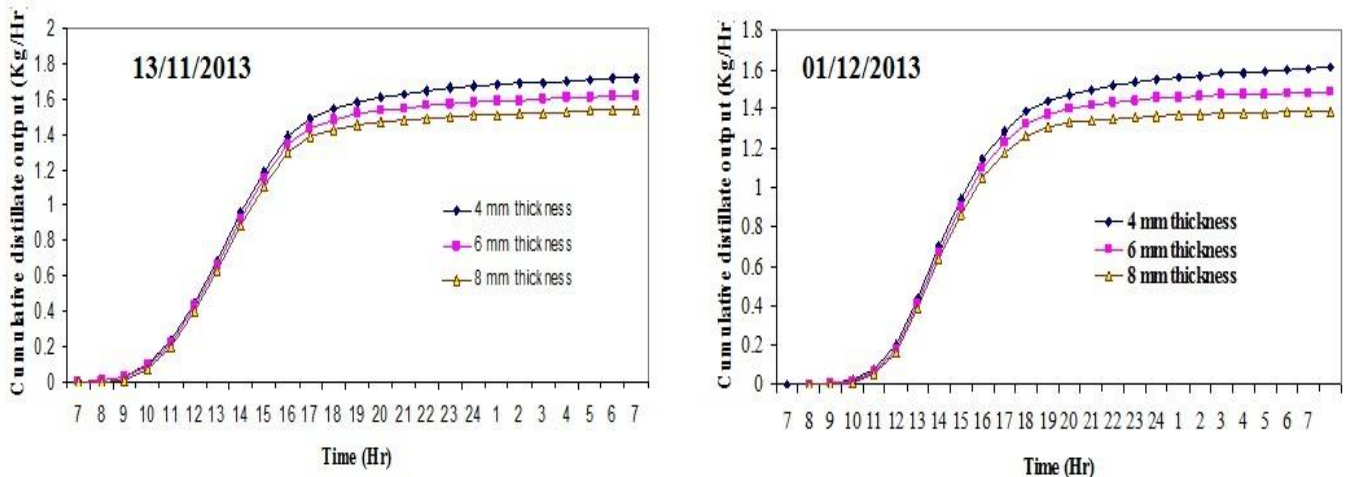 Cumulative distillate output (Kg/Hr
2
1.8
1.6
1.4
1.2
1
0.8
0.6
0.4
0.2
0
13/11/2013
4 mm thickness
6 mm thickness
8 mm thickness
7 8 9 10 11 12 13 14 15 16 17 18 19 20 21 22 23 24 1 2 3 4 5 6 7
Time (Hr)
Cumulative distillate output (Kg/Hr
1.8
1.6
1.4
1.2
1
0.8
0.6
0.4
0.2
0
01/12/2013
4 mm thickness
6 mm thickness
8 mm thickness
7 8 9 10 11 12 13 14 15 16 17 18 19 20 21 22 23 24 1 2 3 4 5 6 7
Time (Hr)